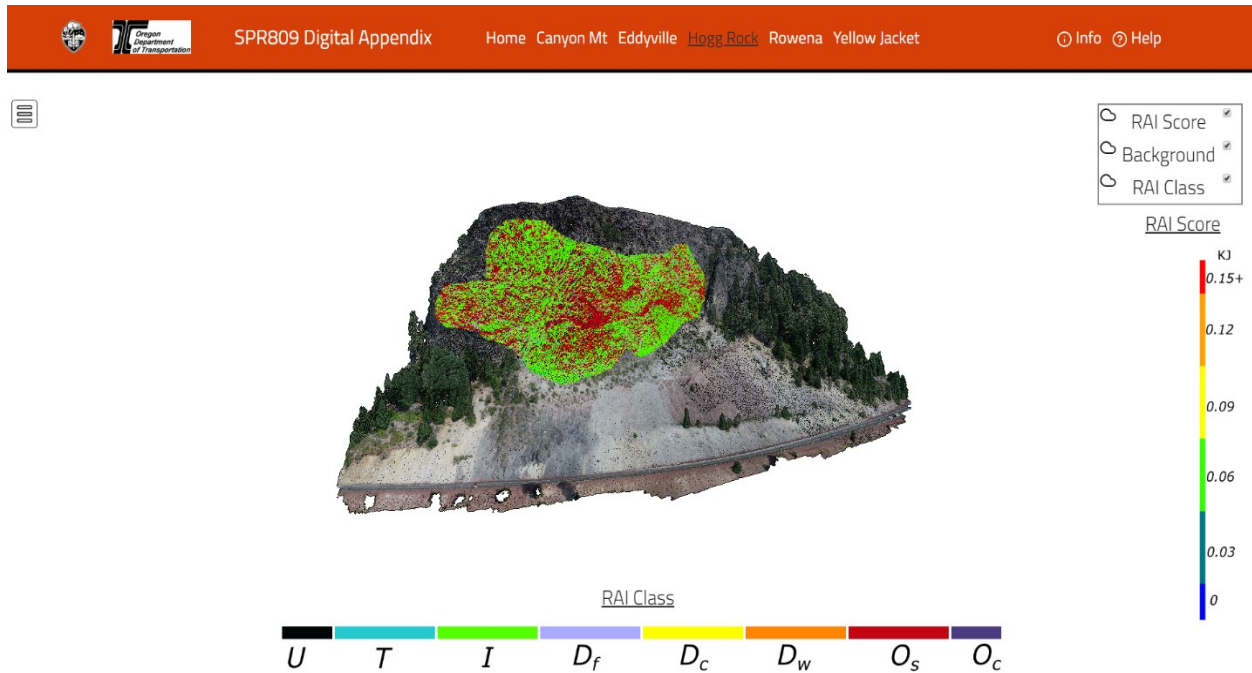 Oregon
Department
of Transportation
SPR809 Digital Appendix
Home Canyon Mt Eddyville Hogg Rock Rowena Yellow Jacket
Info Help
RAI Score
Background
RAI Class
RAI Score
KJ
0.15+
0.12
0.09
0.06
0.03
0
RAI Class
U T I Df Dc Dw Os Oc